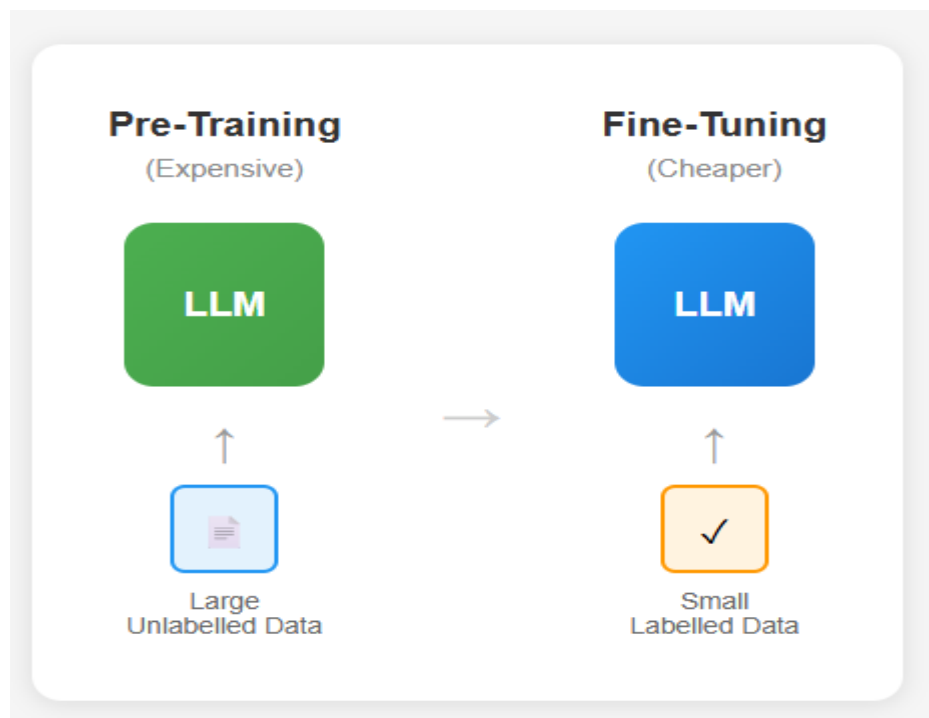 Pre-Training
(Expensive)
LLM
↑
Large
Unlabelled Data
→
Fine-Tuning
(Cheaper)
LLM
↑
✓
Small
Labelled Data